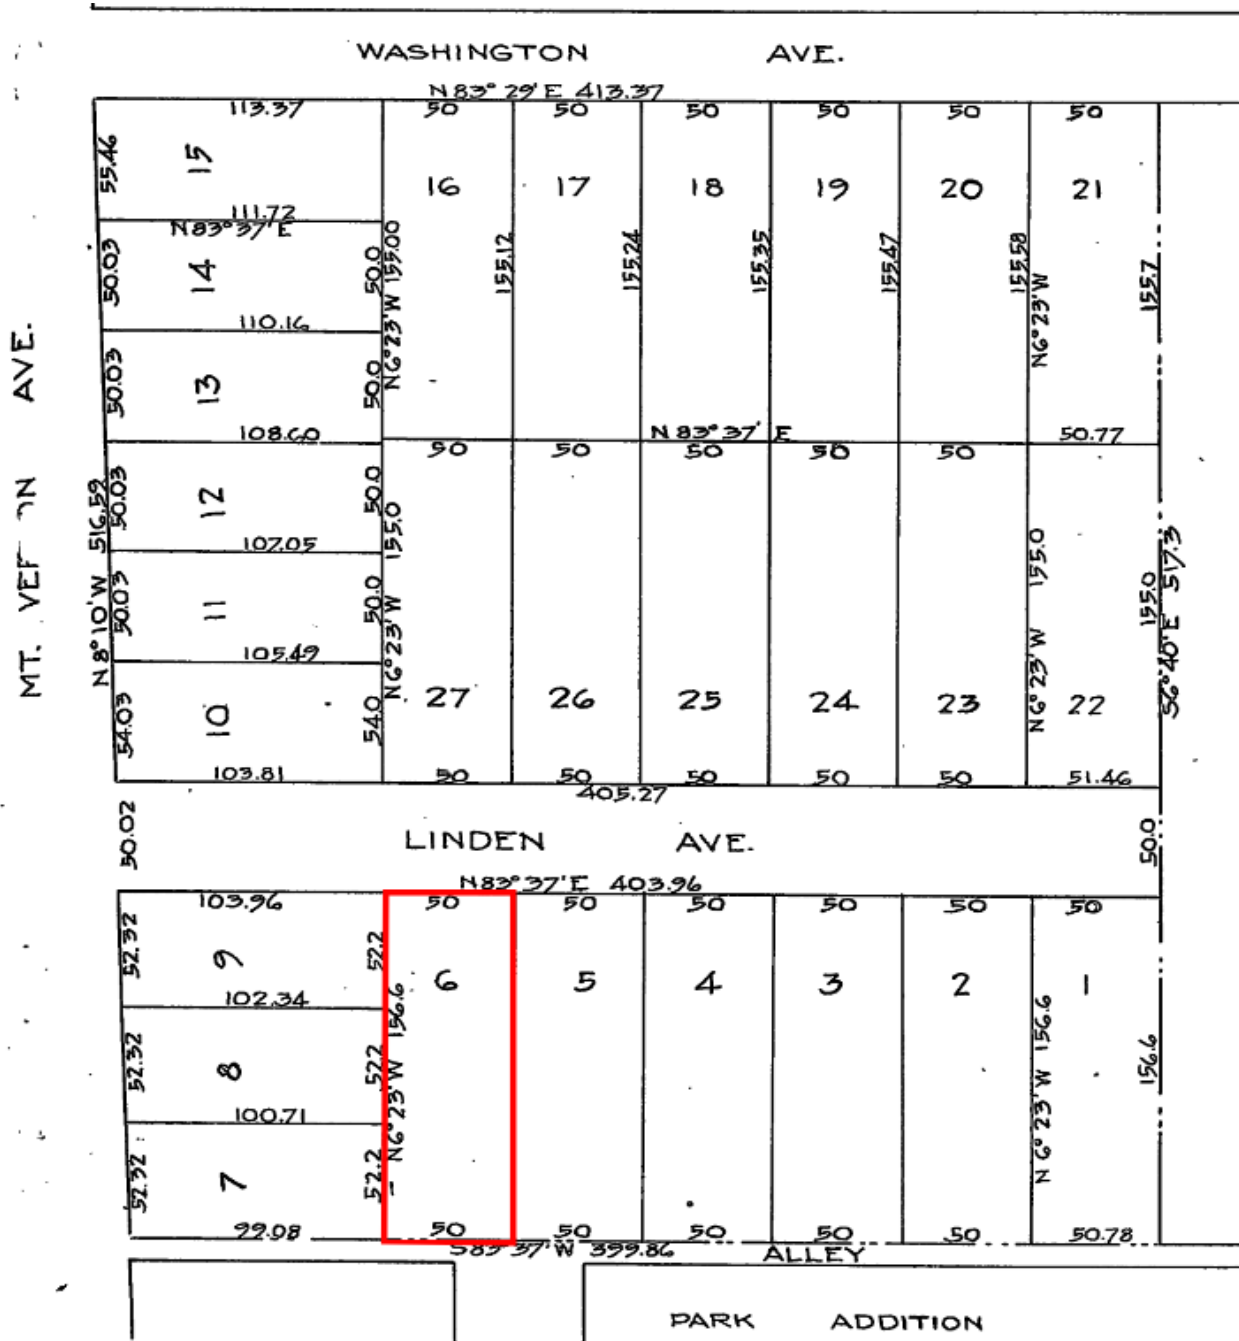 WASHINGTON AVE.
N 83° 29' E 413.37
113.37 50 50 50 50 50 50
55.46 15 16 17 18 19 20 21
111.72
N 83° 37' E
50.03 14 50.0 N 6° 23' W 155.00 155.12 155.24 155.35 155.47 155.58 N 6° 23' W 155.7
110.16
50.03 13 50.0
108.60 N 83° 37' E 50.77
50 50 50 50 50
50.03 12 50.0
107.05
MT. VE ON AVE.
N 8° 10' W 516.59
50.03 11 50.0 N 6° 23' W 155.0 N 6° 23' W 155.0 155.0 S 6° 40' E 517.3
105.49
54.03 10 54.0 27 26 25 24 23 22
103.81 50 50 50 50 50 51.46
405.27
50.02 LINDEN AVE. 50.0
N 83° 37' E 403.96
103.96 50 50 50 50 50 50
52.32 9 52.2 6 5 4 3 2 1
102.34
52.32 8 52.2 N 6° 23' W 156.6 N 6° 23' W 156.6 156.6
100.71
52.32 7 52.2
99.08 50 50 50 50 50 50.78
S 83° 37' W 399.86 ALLEY
PARK ADDITION